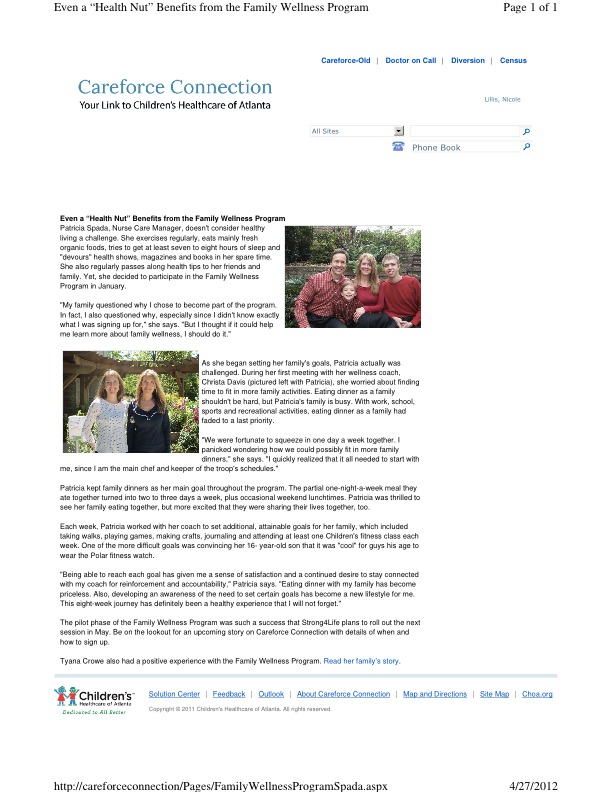 Even a “Health Nut” Benefits from the Family Wellness Program
Page 1 of 1
Careforce-Old | Doctor on Call | Diversion | Census
Careforce Connection
Your Link to Children's Healthcare of Atlanta
Lillis, Nicole
All Sites
Phone Book
Even a “Health Nut” Benefits from the Family Wellness Program
Patricia Spada, Nurse Care Manager, doesn't consider healthy
living a challenge. She exercises regularly, eats mainly fresh
organic foods, tries to get at least seven to eight hours of sleep and
"devours" health shows, magazines and books in her spare time.
She also regularly passes along health tips to her friends and
family. Yet, she decided to participate in the Family Wellness
Program in January.
"My family questioned why I chose to become part of the program.
In fact, I also questioned why, especially since I didn't know exactly
what I was signing up for," she says. "But I thought if it could help
me learn more about family wellness, I should do it."
As she began setting her family's goals, Patricia actually was
challenged. During her first meeting with her wellness coach,
Christa Davis (pictured left with Patricia), she worried about finding
time to fit in more family activities. Eating dinner as a family
shouldn't be hard, but Patricia's family is busy. With work, school,
sports and recreational activities, eating dinner as a family had
faded to a last priority.
"We were fortunate to squeeze in one day a week together. I
panicked wondering how we could possibly fit in more family
dinners," she says. "I quickly realized that it all needed to start with
me, since I am the main chef and keeper of the troop's schedules."
Patricia kept family dinners as her main goal throughout the program. The partial one-night-a-week meal they
ate together turned into two to three days a week, plus occasional weekend lunchtimes. Patricia was thrilled to
see her family eating together, but more excited that they were sharing their lives together, too.
Each week, Patricia worked with her coach to set additional, attainable goals for her family, which included
taking walks, playing games, making crafts, journaling and attending at least one Children's fitness class each
week. One of the more difficult goals was convincing her 16- year-old son that it was "cool" for guys his age to
wear the Polar fitness watch.
"Being able to reach each goal has given me a sense of satisfaction and a continued desire to stay connected
with my coach for reinforcement and accountability," Patricia says. "Eating dinner with my family has become
priceless. Also, developing an awareness of the need to set certain goals has become a new lifestyle for me.
This eight-week journey has definitely been a healthy experience that I will not forget."
The pilot phase of the Family Wellness Program was such a success that Strong4Life plans to roll out the next
session in May. Be on the lookout for an upcoming story on Careforce Connection with details of when and
how to sign up.
Tyana Crowe also had a positive experience with the Family Wellness Program. Read her family's story.
Children's
Healthcare of Atlanta
Dedicated to All Better
Solution Center | Feedback | Outlook | About Careforce Connection | Map and Directions | Site Map | Choa.org
Copyright © 2011 Children's Healthcare of Atlanta. All rights reserved.
http://careforceconnection/Pages/FamilyWellnessProgramSpada.aspx
4/27/2012